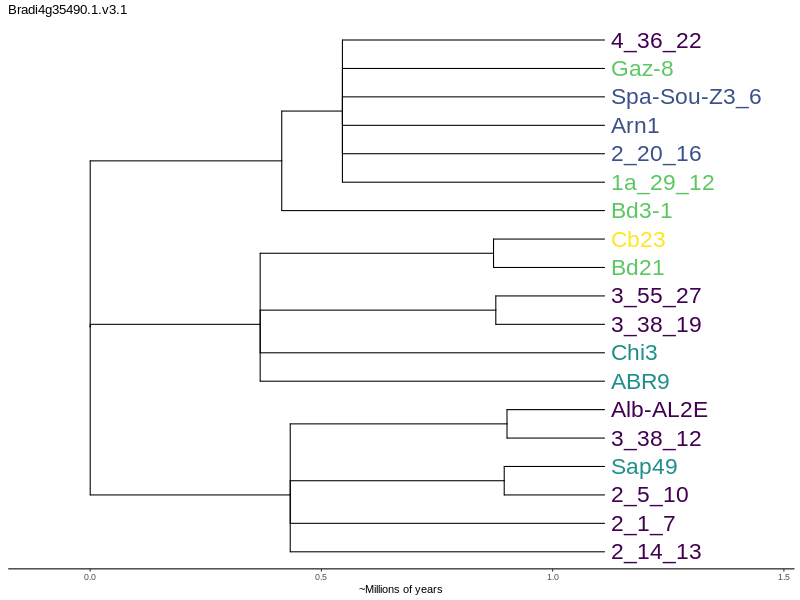 Bradi4g35490.1.v3.1
4_36_22
Gaz-8
Spa-Sou-Z3_6
Arn1
2_20_16
1a_29_12
Bd3-1
Cb23
Bd21
3_55_27
3_38_19
Chi3
ABR9
Alb-AL2E
3_38_12
Sap49
2_5_10
2_1_7
2_14_13
0.0 0.5 1.0 1.5
~Millions of years